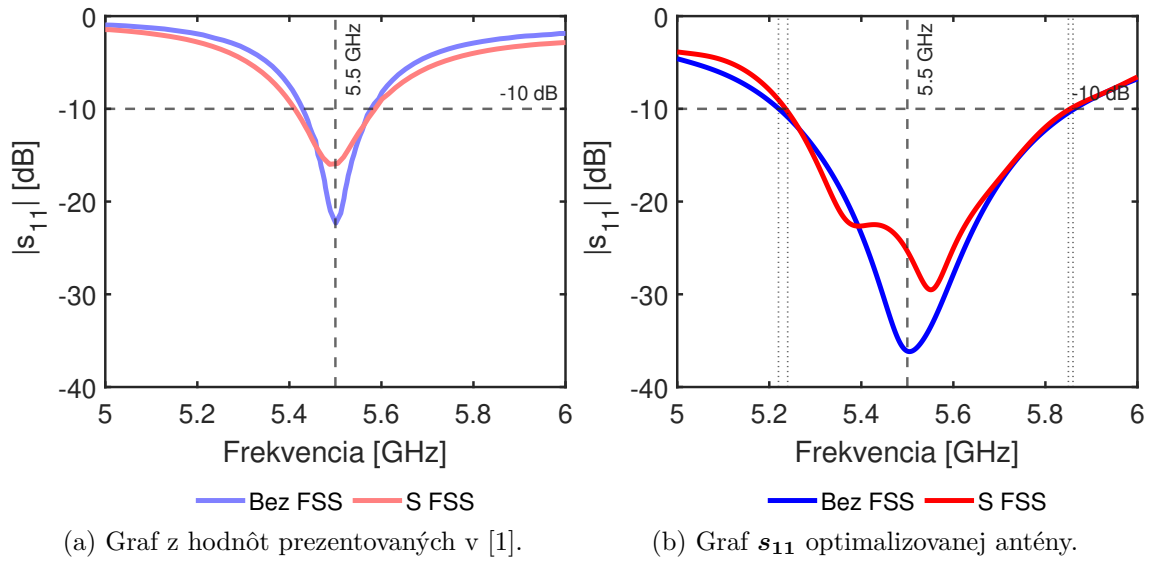 0
-10
-20
-30
-40
|s11| [dB]
5.5 GHz
-10 dB
5
5.2
5.4
5.6
5.8
6
Frekvencia [GHz]
Bez FSS
S FSS
(a) Graf z hodnôt prezentovaných v [1].
0
-10
-20
-30
-40
|s11| [dB]
5.5 GHz
-10 dB
5
5.2
5.4
5.6
5.8
6
Frekvencia [GHz]
Bez FSS
S FSS
(b) Graf s11 optimalizovanej antény.